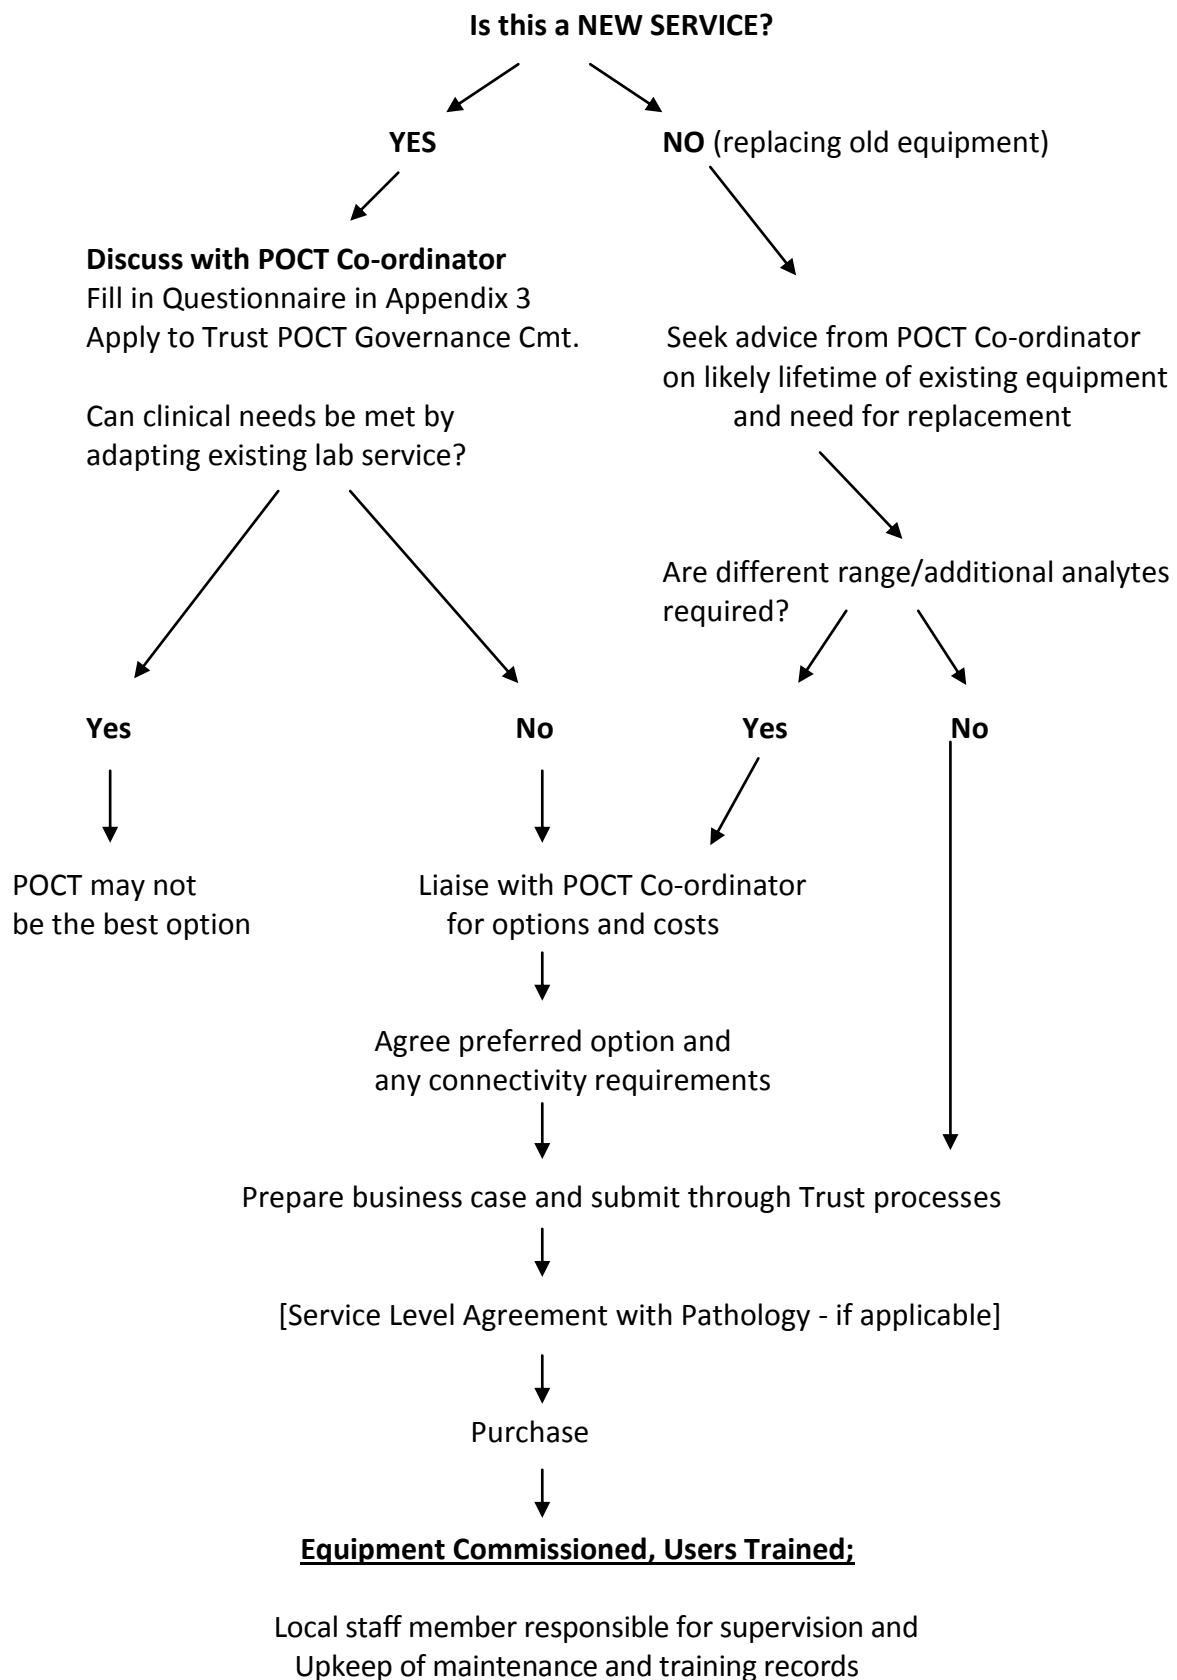 Is this a NEW SERVICE?
YES
NO (replacing old equipment)
Discuss with POCT Co-ordinator
Fill in Questionnaire in Appendix 3
Apply to Trust POCT Governance Cmt.
Can clinical needs be met by
adapting existing lab service?
Seek advice from POCT Co-ordinator
on likely lifetime of existing equipment
and need for replacement
Are different range/additional analytes
required?
Yes
No
Yes
No
POCT may not
be the best option
Liaise with POCT Co-ordinator
for options and costs
Agree preferred option and
any connectivity requirements
Prepare business case and submit through Trust processes
[Service Level Agreement with Pathology - if applicable]
Purchase
Equipment Commissioned, Users Trained;
Local staff member responsible for supervision and
Upkeep of maintenance and training records